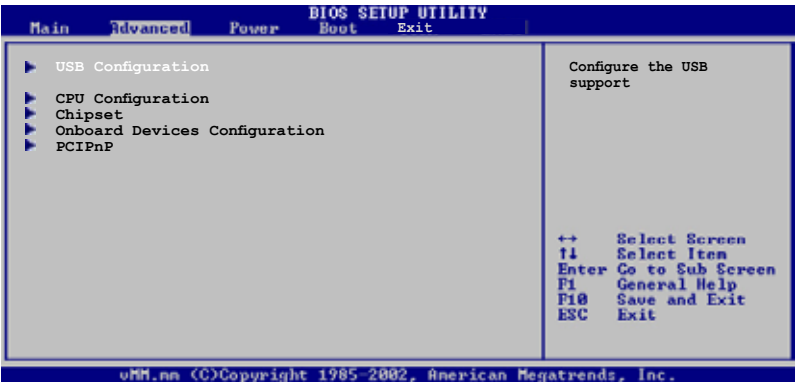 BIOS SETUP UTILITY
Main Advanced Power Boot Exit
USB Configuration
CPU Configuration
Chipset
Onboard Devices Configuration
PCIPnP
Configure the USB
support
←→ Select Screen
↑↓ Select Item
Enter Go to Sub Screen
F1 General Help
F10 Save and Exit
ESC Exit
vMM.mm (C)Copyright 1985-2002, American Megatrends, Inc.